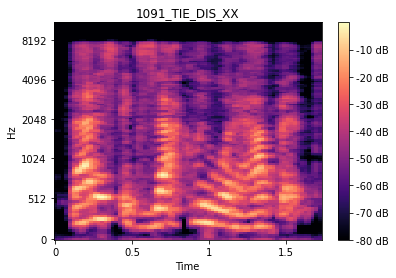 1091_TIE_DIS_XX
8192
4096
2048
1024
512
0
Hz
0
0.5
1
1.5
Time
-10 dB
-20 dB
-30 dB
-40 dB
-50 dB
-60 dB
-70 dB
-80 dB